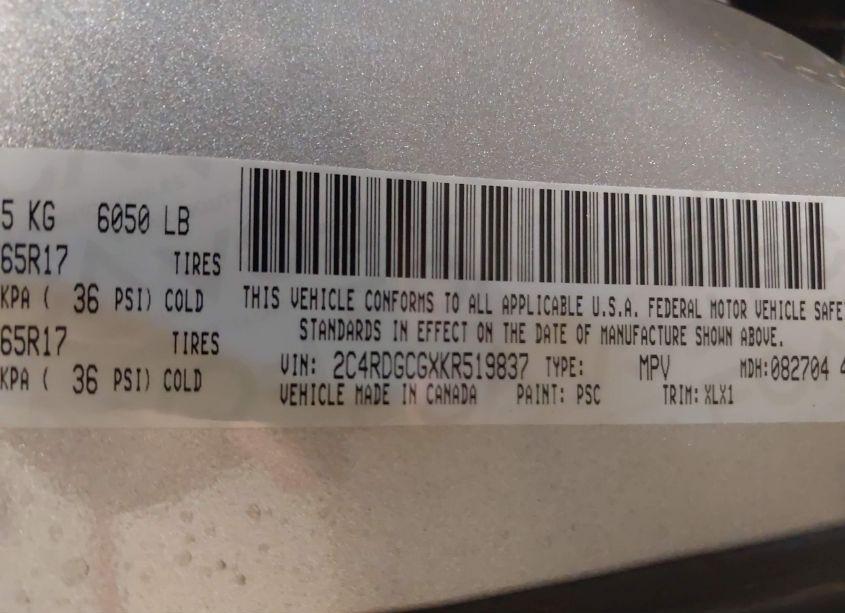 5 KG 6050 LB
65R17 TIRES
KPA ( 36 PSI) COLD
65R17 TIRES
KPA ( 36 PSI) COLD
THIS VEHICLE CONFORMS TO ALL APPLICABLE U.S.A. FEDERAL MOTOR VEHICLE SAFE
STANDARDS IN EFFECT ON THE DATE OF MANUFACTURE SHOWN ABOVE.
VIN: 2C4RDGCGXKR519837 TYPE: MPV MDH:082704 4
VEHICLE MADE IN CANADA PAINT: PSC TRIM: XLX1